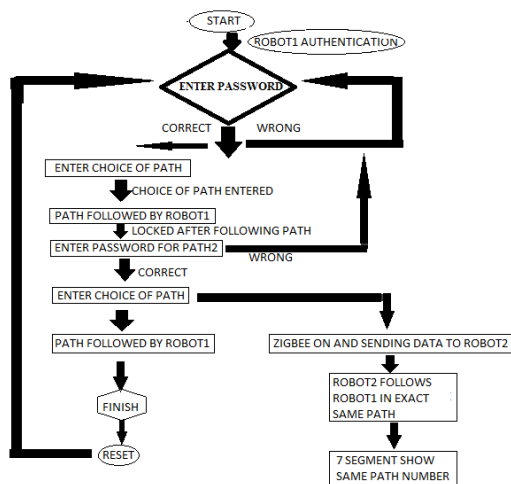 START
ROBOT1 AUTHENTICATION
ENTER PASSWORD
CORRECT
WRONG
ENTER CHOICE OF PATH
CHOICE OF PATH ENTERED
PATH FOLLOWED BY ROBOT1
LOCKED AFTER FOLLOWING PATH
ENTER PASSWORD FOR PATH2
WRONG
CORRECT
ENTER CHOICE OF PATH
PATH FOLLOWED BY ROBOT1
ZIGBEE ON AND SENDING DATA TO ROBOT2
ROBOT2 FOLLOWS
ROBOT1 IN EXACT
SAME PATH
FINISH
RESET
7 SEGMENT SHOW
SAME PATH NUMBER